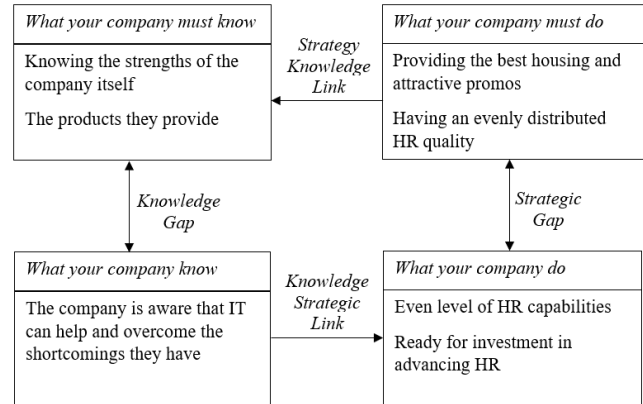 What your company must know
Knowing the strengths of the
company itself
The products they provide
Strategy
Knowledge
Link
What your company must do
Providing the best housing and
attractive promos
Having an evenly distributed
HR quality
Knowledge
Gap
Strategic
Gap
What your company know
The company is aware that IT
can help and overcome the
shortcomings they have
Knowledge
Strategic
Link
What your company do
Even level of HR capabilities
Ready for investment in
advancing HR